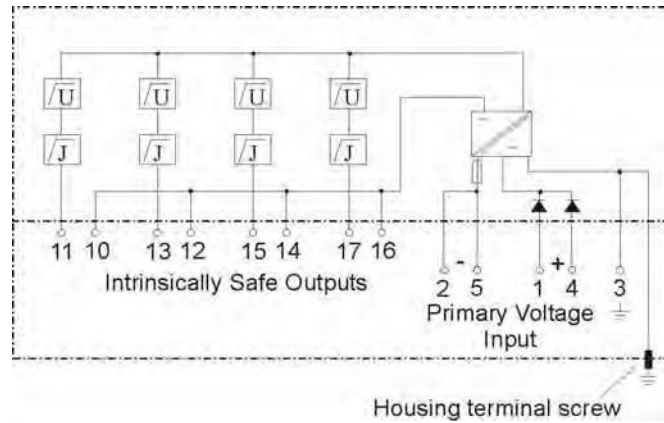 U U U U
J J J J
11 10 13 12 15 14 17 16
2 - 5 1 + 4 3
Intrinsically Safe Outputs
Primary Voltage
Input
Housing terminal screw